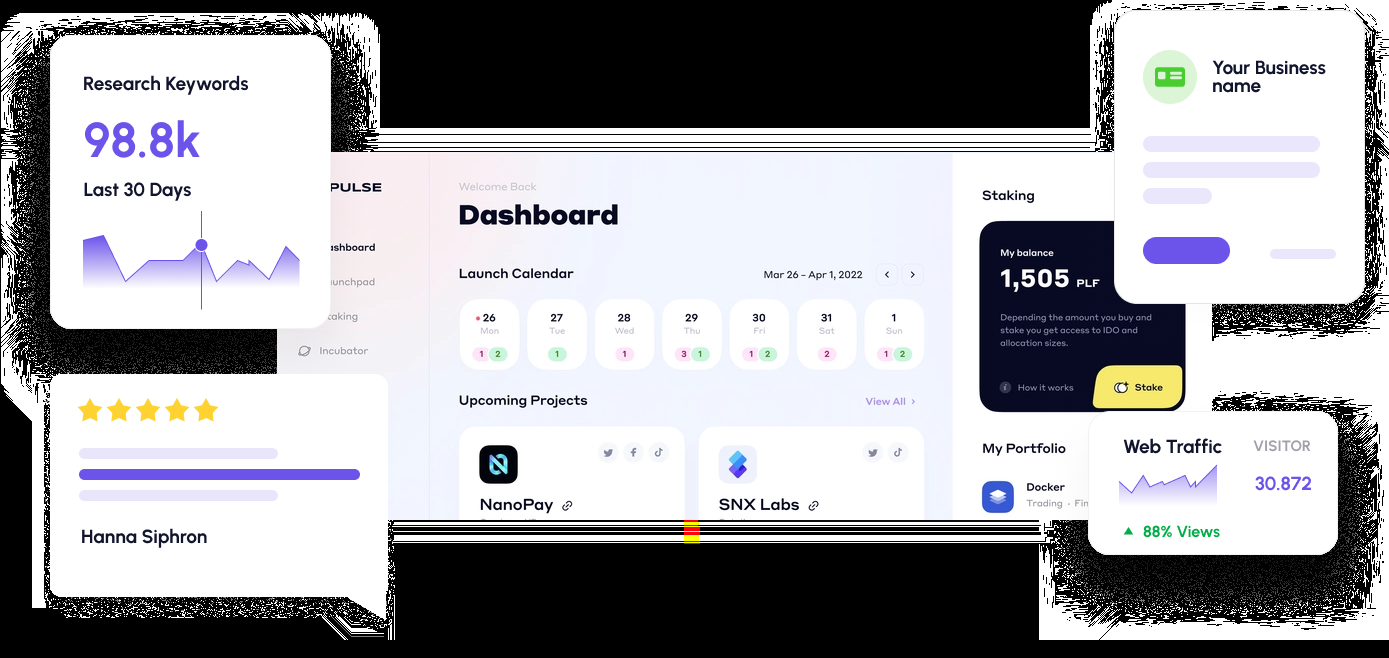 Research Keywords
98.8k
Last 30 Days
PULSE
ashboard
unchpad
taking
Incubator
Hanna Siphron
Welcome Back
Dashboard
Launch Calendar
Mar 26 – Apr 1, 2022
26 27 28 29 30 31 1
Mon Tue Wed Thu Fri Sat Sun
1 2 1 1 3 1 1 2 2 1 2
Upcoming Projects
View All
NanoPay
SNX Labs
Staking
My balance
1,505 PLF
Depending the amount you buy and
stake you get access to IDO and
allocation sizes.
How it works
Stake
My Portfolio
Docker
Trading - Fin
Your Business
name
Web Traffic
VISITOR
30.872
88% Views